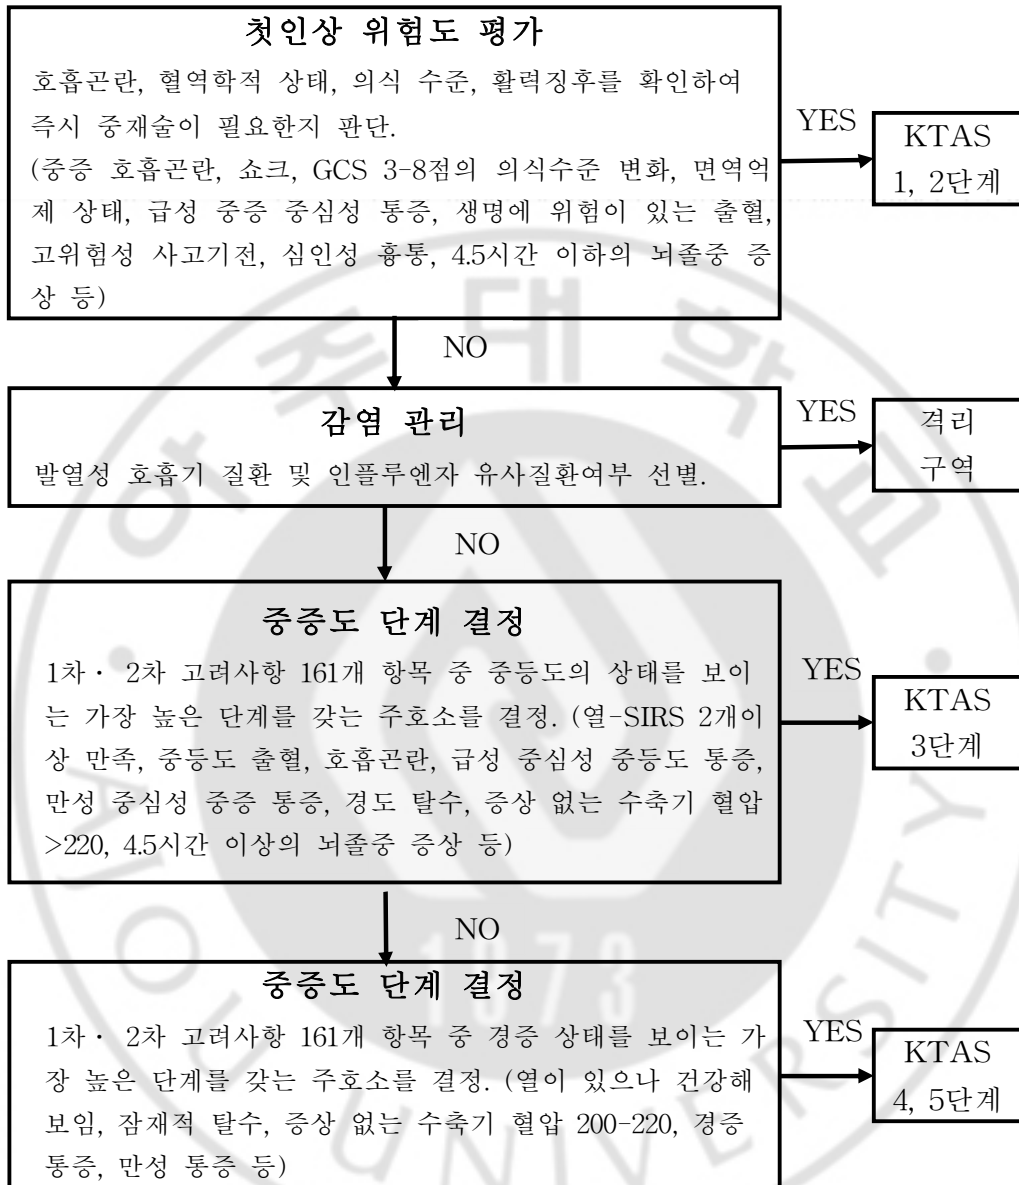 첫인상 위험도 평가
호흡곤란, 혈역학적 상태, 의식 수준, 활력징후를 확인하여
즉시 중재술이 필요한지 판단.
(중증 호흡곤란, 쇼크, GCS 3-8점의 의식수준 변화, 면역억
제 상태, 급성 중증 중심성 통증, 생명에 위험이 있는 출혈,
고위험성 사고기전, 심인성 흉통, 4.5시간 이하의 뇌졸중 증
상 등)
YES
KTAS
1, 2단계
NO
감염 관리
발열성 호흡기 질환 및 인플루엔자 유사질환여부 선별.
YES
격리
구역
NO
중증도 단계 결정
1차· 2차 고려사항 161개 항목 중 중등도의 상태를 보이
는 가장 높은 단계를 갖는 주호소를 결정. (열-SIRS 2개이
상 만족, 중등도 출혈, 호흡곤란, 급성 중심성 중등도 통증,
만성 중심성 중증 통증, 경도 탈수, 증상 없는 수축기 혈압
>220, 4.5시간 이상의 뇌졸중 증상 등)
YES
KTAS
3단계
NO
중증도 단계 결정
1차· 2차 고려사항 161개 항목 중 경증 상태를 보이는 가
장 높은 단계를 갖는 주호소를 결정. (열이 있으나 건강해
보임, 잠재적 탈수, 증상 없는 수축기 혈압 200-220, 경증
통증, 만성 통증 등)
YES
KTAS
4, 5단계
아주대학교
AJOU UNIVERSITY
1973